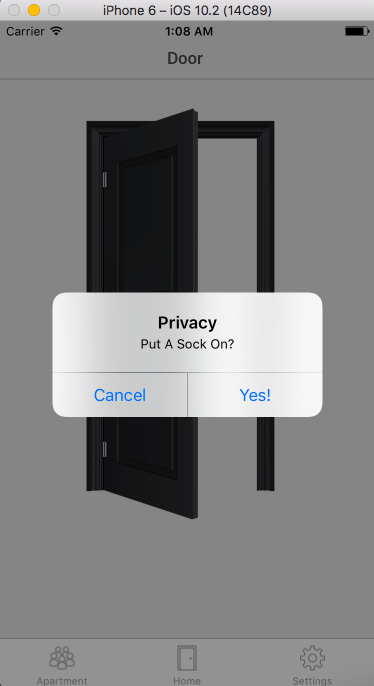 iPhone 6 – iOS 10.2 (14C89)
Carrier 1:08 AM
Door
Privacy
Put A Sock On?
Cancel Yes!
Apartment Home Settings